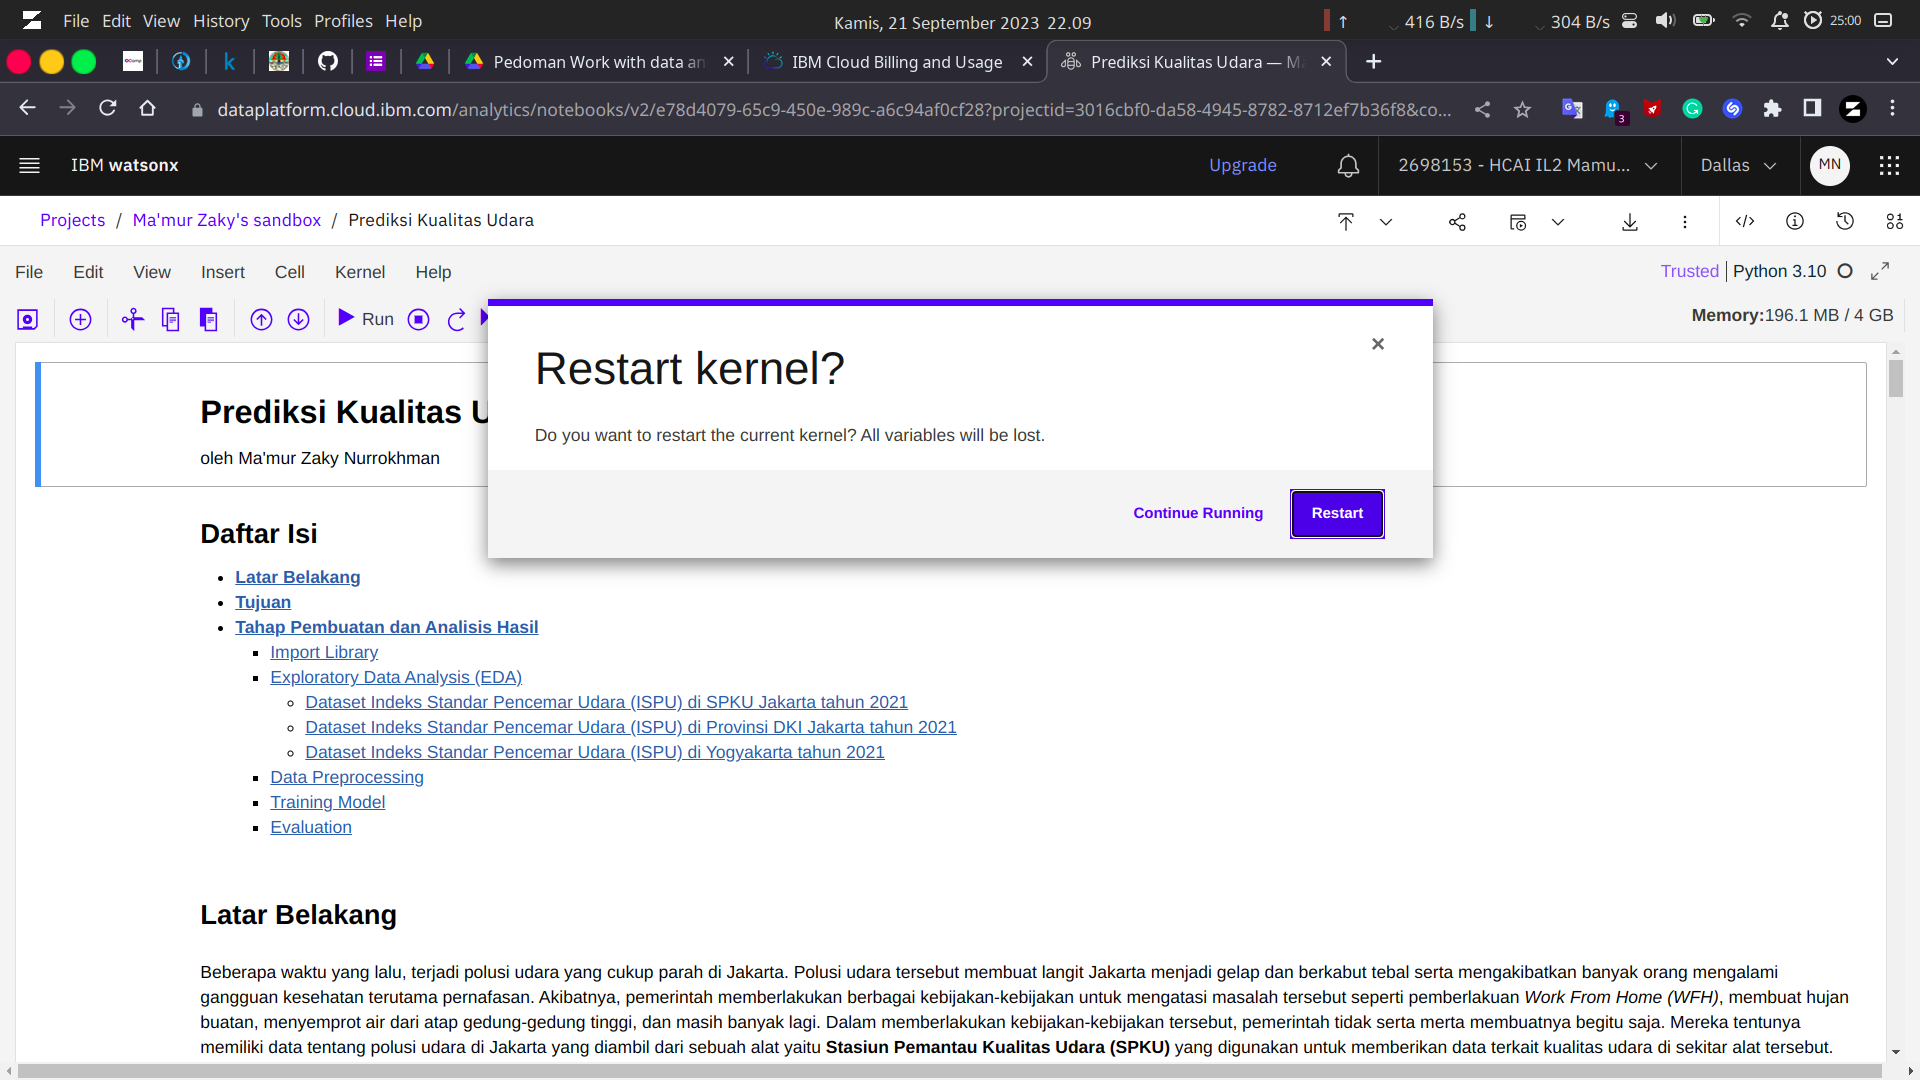 File Edit View History Tools Profiles Help
Kamis, 21 September 2023 22.09
↑ 416 B/s ↓ 304 B/s 25:00
Pedoman Work with data an
IBM Cloud Billing and Usage
Prediksi Kualitas Udara — Ma
dataplatform.cloud.ibm.com/analytics/notebooks/v2/e78d4079-65c9-450e-989c-a6c94af0cf28?projectid=3016cbf0-da58-4945-8782-8712ef7b36f8&co...
3
IBM watsonx
Upgrade
2698153 - HCAI IL2 Mamu...
Dallas
MN
Projects / Ma'mur Zaky's sandbox / Prediksi Kualitas Udara
File Edit View Insert Cell Kernel Help
Trusted Python 3.10
Run
Memory:196.1 MB / 4 GB
Restart kernel?
Do you want to restart the current kernel? All variables will be lost.
Continue Running Restart
Prediksi Kualitas U
oleh Ma'mur Zaky Nurrokhman
Daftar Isi
Latar Belakang
Tujuan
Tahap Pembuatan dan Analisis Hasil
Import Library
Exploratory Data Analysis (EDA)
Dataset Indeks Standar Pencemar Udara (ISPU) di SPKU Jakarta tahun 2021
Dataset Indeks Standar Pencemar Udara (ISPU) di Provinsi DKI Jakarta tahun 2021
Dataset Indeks Standar Pencemar Udara (ISPU) di Yogyakarta tahun 2021
Data Preprocessing
Training Model
Evaluation
Latar Belakang
Beberapa waktu yang lalu, terjadi polusi udara yang cukup parah di Jakarta. Polusi udara tersebut membuat langit Jakarta menjadi gelap dan berkabut tebal serta mengakibatkan banyak orang mengalami
gangguan kesehatan terutama pernafasan. Akibatnya, pemerintah memberlakukan berbagai kebijakan-kebijakan untuk mengatasi masalah tersebut seperti pemberlakuan Work From Home (WFH), membuat hujan
buatan, menyemprot air dari atap gedung-gedung tinggi, dan masih banyak lagi. Dalam memberlakukan kebijakan-kebijakan tersebut, pemerintah tidak serta merta membuatnya begitu saja. Mereka tentunya
memiliki data tentang polusi udara di Jakarta yang diambil dari sebuah alat yaitu Stasiun Pemantau Kualitas Udara (SPKU) yang digunakan untuk memberikan data terkait kualitas udara di sekitar alat tersebut.